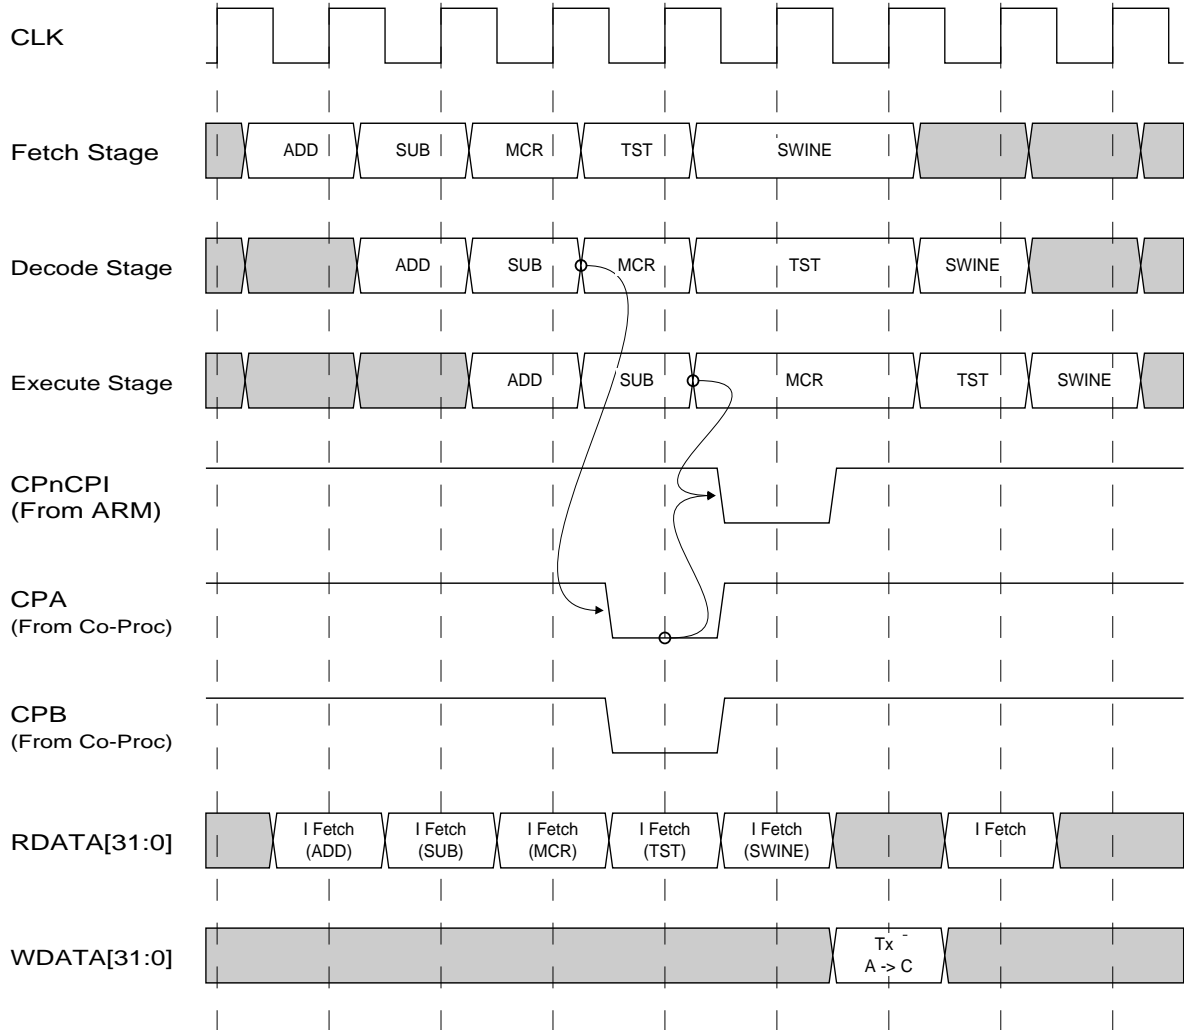 CLK
Fetch Stage
ADD
SUB
MCR
TST
SWINE
Decode Stage
ADD
SUB
MCR
TST
SWINE
Execute Stage
ADD
SUB
MCR
TST
SWINE
CPnCPI
(From ARM)
CPA
(From Co-Proc)
CPB
(From Co-Proc)
RDATA[31:0]
I Fetch
(ADD)
I Fetch
(SUB)
I Fetch
(MCR)
I Fetch
(TST)
I Fetch
(SWINE)
I Fetch
WDATA[31:0]
Tx
A -> C